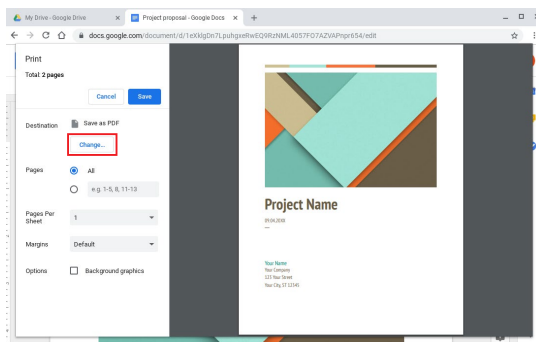 My Drive - Google Drive
Project proposal - Google Docs
docs.google.com/document/d/1eXklgDn7LpuhgxeRwEQ9RzNML4057FO7AZVAPnpr654/edit
Print
Total: 2 pages
Cancel
Save
Destination
Save as PDF
Change...
Pages
All
e.g. 1-5, 8, 11-13
Pages Per
Sheet
1
Margins
Default
Options
Background graphics
Project Name
09.04.20XX
Your Name
Your Company
123 Your Street
Your City, ST 12345